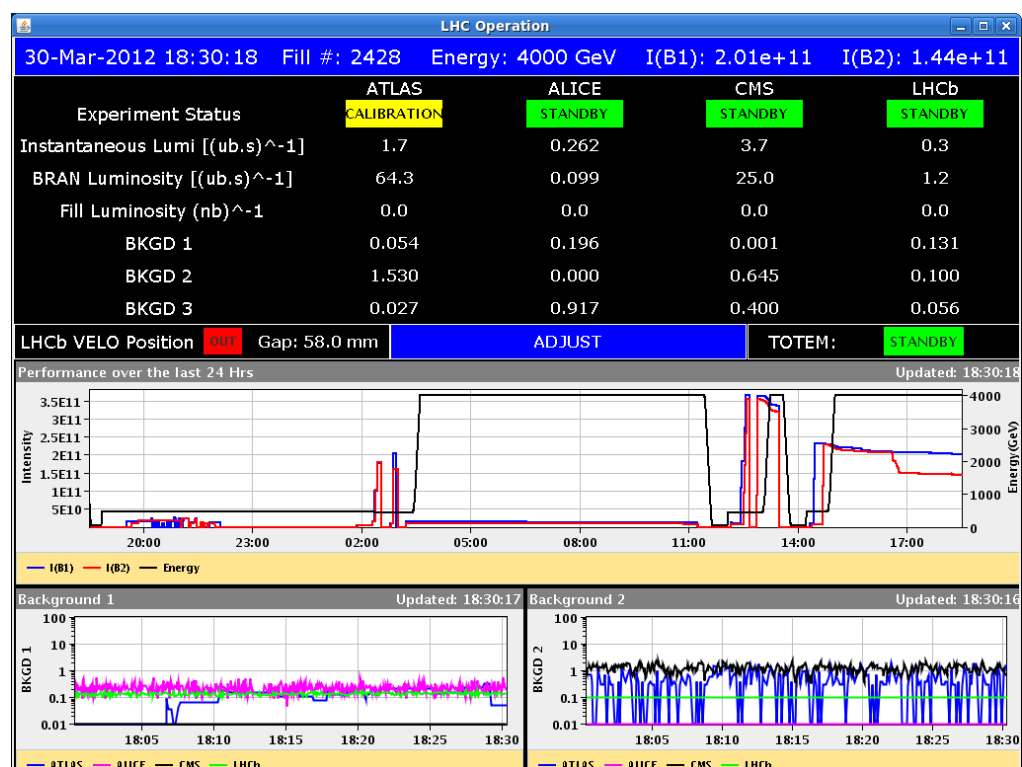 LHC Operation
30-Mar-2012 18:30:18 Fill #: 2428 Energy: 4000 GeV I(B1): 2.01e+11 I(B2): 1.44e+11
ATLAS ALICE CMS LHCb
Experiment Status CALIBRATION STANDBY STANDBY STANDBY
Instantaneous Lumi [(ub.s)^-1] 1.7 0.262 3.7 0.3
BRAN Luminosity [(ub.s)^-1] 64.3 0.099 25.0 1.2
Fill Luminosity (nb)^-1 0.0 0.0 0.0 0.0
BKGD 1 0.054 0.196 0.001 0.131
BKGD 2 1.530 0.000 0.645 0.100
BKGD 3 0.027 0.917 0.400 0.056
LHCb VELO Position OUT Gap: 58.0 mm ADJUST TOTEM: STANDBY
Performance over the last 24 Hrs Updated: 18:30:18
Intensity
3.5E11
3E11
2.5E11
2E11
1.5E11
1E11
5E10
4000
3000
2000
1000
0
Energy(GeV)
20:00 23:00 02:00 05:00 08:00 11:00 14:00 17:00
I(B1) I(B2) Energy
Background 1 Updated: 18:30:17
BKGD 1
100
10
1
0.1
0.01
18:05 18:10 18:15 18:20 18:25 18:30
ATLAS ALICE CMS LHCb
Background 2 Updated: 18:30:16
BKGD 2
100
10
1
0.1
0.01
18:05 18:10 18:15 18:20 18:25 18:30
ATLAS ALICE CMS LHCb